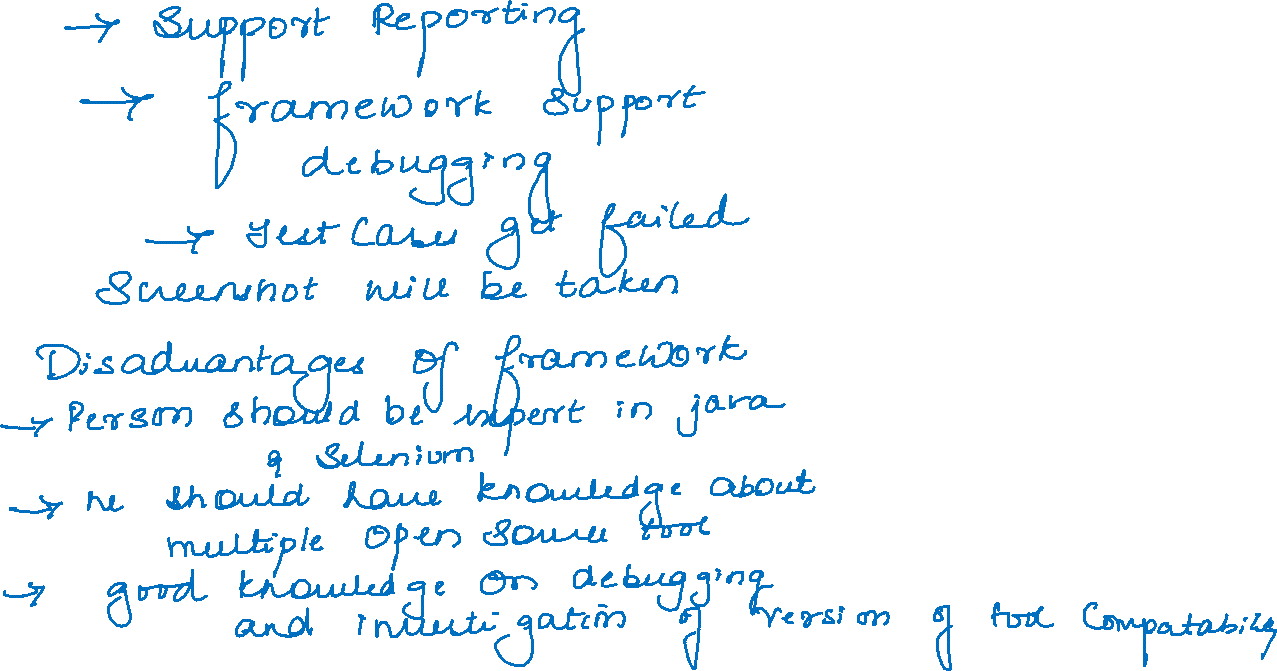 → Support Reporting
→ framework support
debugging
→ Test Cases get failed
Screenshot will be taken
Disadvantages of framework
→ Person should be expert in java
& Selenium
→ he should have knowledge about
multiple open source tool
→ good knowledge on debugging
and investigation of version of tool Compatability